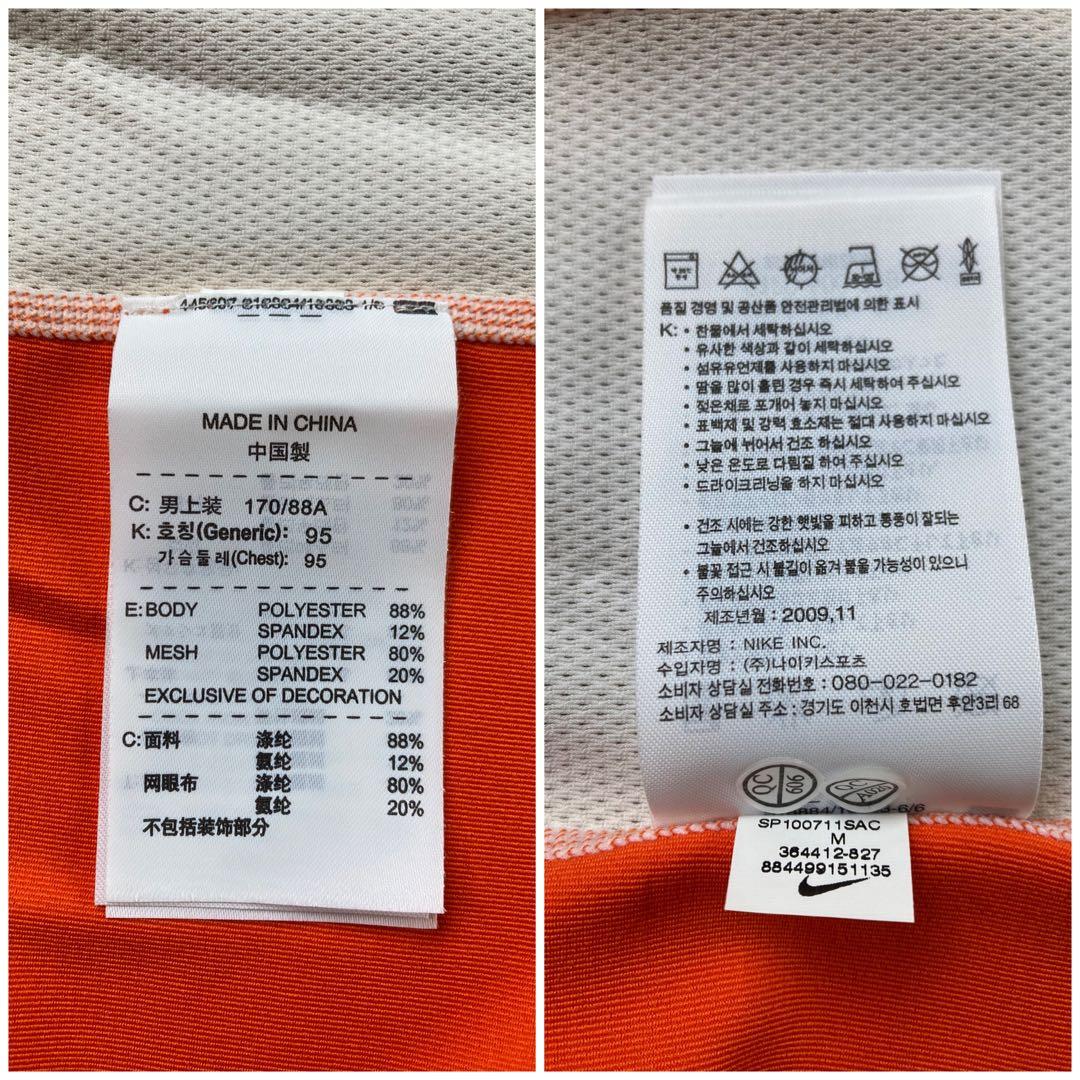 MADE IN CHINA
中国製
C: 男上装 170/88A
K: 호칭(Generic): 95
가슴둘레(Chest): 95
E: BODY POLYESTER 88%
SPANDEX 12%
MESH POLYESTER 80%
SPANDEX 20%
EXCLUSIVE OF DECORATION
C: 面料 涤纶 88%
氨纶 12%
网眼布 涤纶 80%
氨纶 20%
不包括装饰部分
품질 경영 및 공산품 안전관리법에 의한 표시
K: • 찬물에서 세탁하십시오
• 유사한 색상과 같이 세탁하십시오
• 섬유유연제를 사용하지 마십시오
• 땀을 많이 흘린 경우 즉시 세탁하여 주십시오
• 젖은채로 포개어 놓지 마십시오
• 표백제 및 강력 효소제는 절대 사용하지 마십시오
• 그늘에 뉘어서 건조 하십시오
• 낮은 온도로 다림질 하여 주십시오
• 드라이크리닝을 하지 마십시오
• 건조 시에는 강한 햇빛을 피하고 통풍이 잘되는
그늘에서 건조하십시오
• 불꽃 접근 시 불길이 옮겨 붙을 가능성이 있으니
주의하십시오
제조년월 : 2009,11
제조자명 : NIKE INC.
수입자명 : (주)나이키스포츠
소비자 상담실 전화번호 : 080-022-0182
소비자 상담실 주소 : 경기도 이천시 호법면 후안3리 68
QC 606
QC A020
-6/6
SP100711SAC
M
364412-827
884499151135